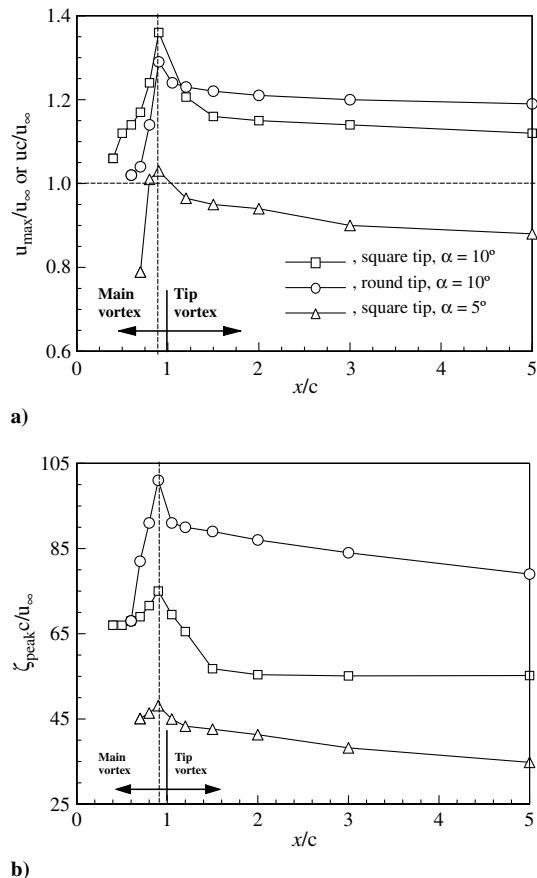 1.4
1.2
1.0
0.8
0.6
u_max/u_∞ or uc/u_∞
, square tip, α = 10º
, round tip, α = 10º
, square tip, α = 5º
Main vortex
Tip vortex
0 1 2 3 4 5
x/c
a)
105
85
65
45
25
ζ_peak c/u_∞
Main vortex
Tip vortex
0 1 2 3 4 5
x/c
b)